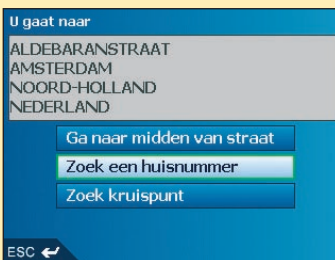 U gaat naar
ALDEBARANSTRAAT
AMSTERDAM
NOORD-HOLLAND
NEDERLAND
Ga naar midden van straat
Zoek een huisnummer
Zoek kruispunt
ESC